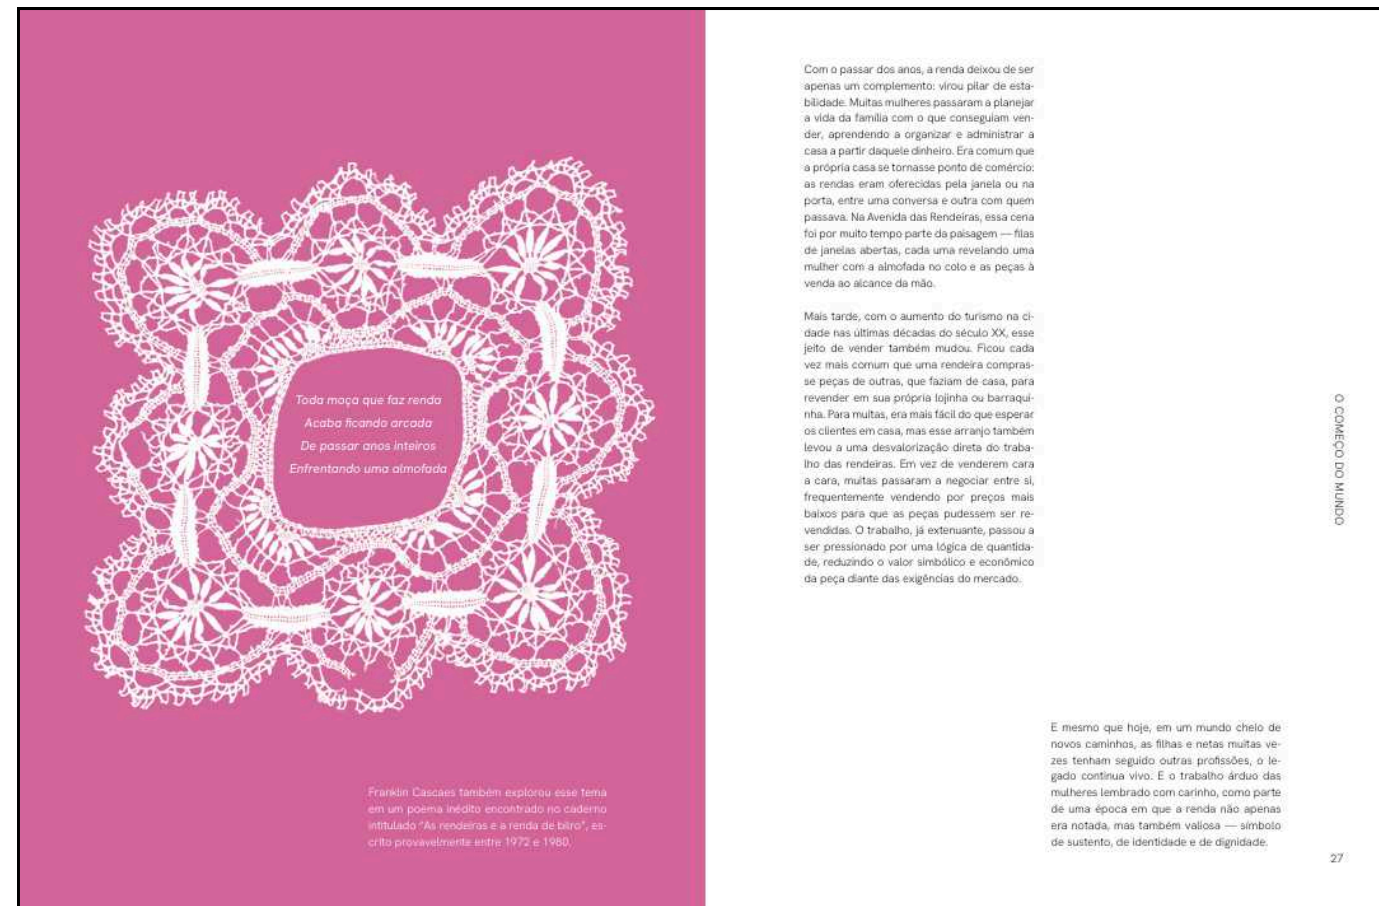 Toda moça que faz renda
Acaba ficando arcada
De passar anos inteiros
Enfrentando uma almofada
Franklin Cascaes também explorou esse tema
em um poema inédito encontrado no caderno
intitulado “As rendeiras e a renda de bilro”, es-
crito provavelmente entre 1972 e 1980.
Com o passar dos anos, a renda deixou de ser
apenas um complemento: virou pilar de esta-
bilidade. Muitas mulheres passaram a planejar
a vida da família com o que conseguiam ven-
der, aprendendo a organizar e administrar a
casa a partir daquele dinheiro. Era comum que
a própria casa se tornasse ponto de comércio:
as rendas eram oferecidas pela janela ou na
porta, entre uma conversa e outra com quem
passava. Na Avenida das Rendeiras, essa cena
foi por muito tempo parte da paisagem — filas
de janelas abertas, cada uma revelando uma
mulher com a almofada no colo e as peças à
venda ao alcance da mão.
Mais tarde, com o aumento do turismo na ci-
dade nas últimas décadas do século XX, esse
jeito de vender também mudou. Ficou cada
vez mais comum que uma rendeira compras-
se peças de outras, que faziam de casa, para
revender em sua própria lojinha ou barraqui-
nha. Para muitas, era mais fácil do que esperar
os clientes em casa, mas esse arranjo também
levou a uma desvalorização direta do traba-
lho das rendeiras. Em vez de venderem cara
a cara, muitas passaram a negociar entre si,
frequentemente vendendo por preços mais
baixos para que as peças pudessem ser re-
vendidas. O trabalho, já extenuante, passou a
ser pressionado por uma lógica de quantida-
de, reduzindo o valor simbólico e econômico
da peça diante das exigências do mercado.
E mesmo que hoje, em um mundo cheio de
novos caminhos, as filhas e netas muitas ve-
zes tenham seguido outras profissões, o le-
gado continua vivo. E o trabalho árduo das
mulheres lembrado com carinho, como parte
de uma época em que a renda não apenas
era notada, mas também valiosa — símbolo
de sustento, de identidade e de dignidade.
O COMEÇO DO MUNDO
27